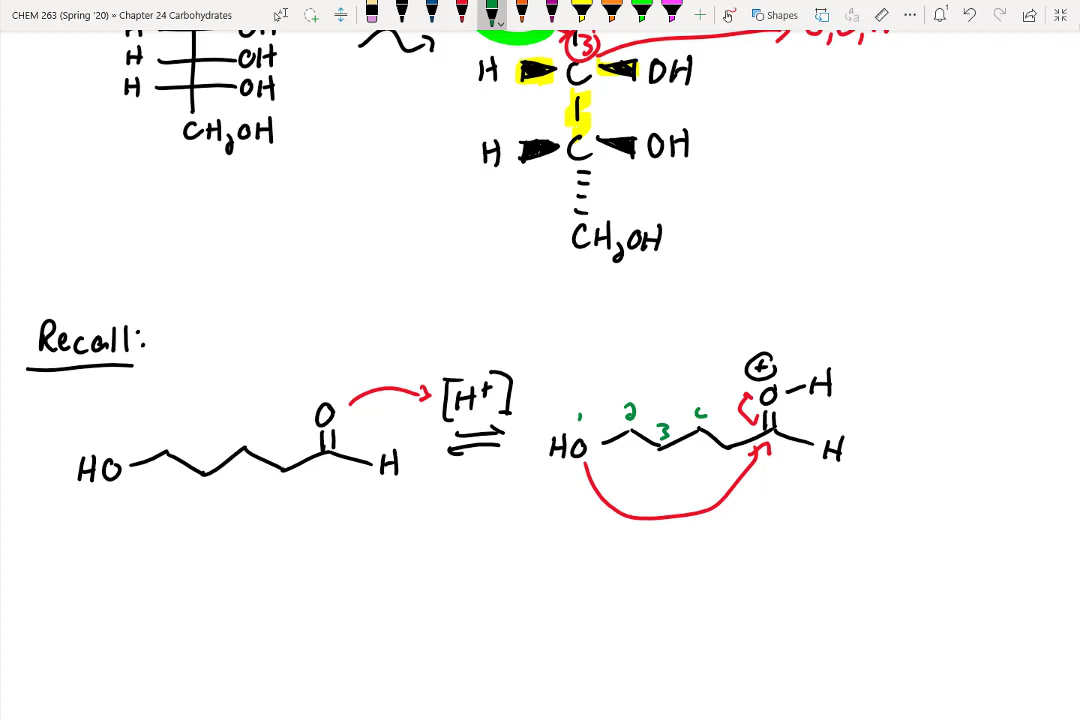 CHEM 263 (Spring '20) » Chapter 24 Carbohydrates
Shapes
3
H OH
H OH
CH2OH
H C OH
H C OH
CH2OH
Recall:
HO O H
[H+]
HO 1 2 3 + O-H H